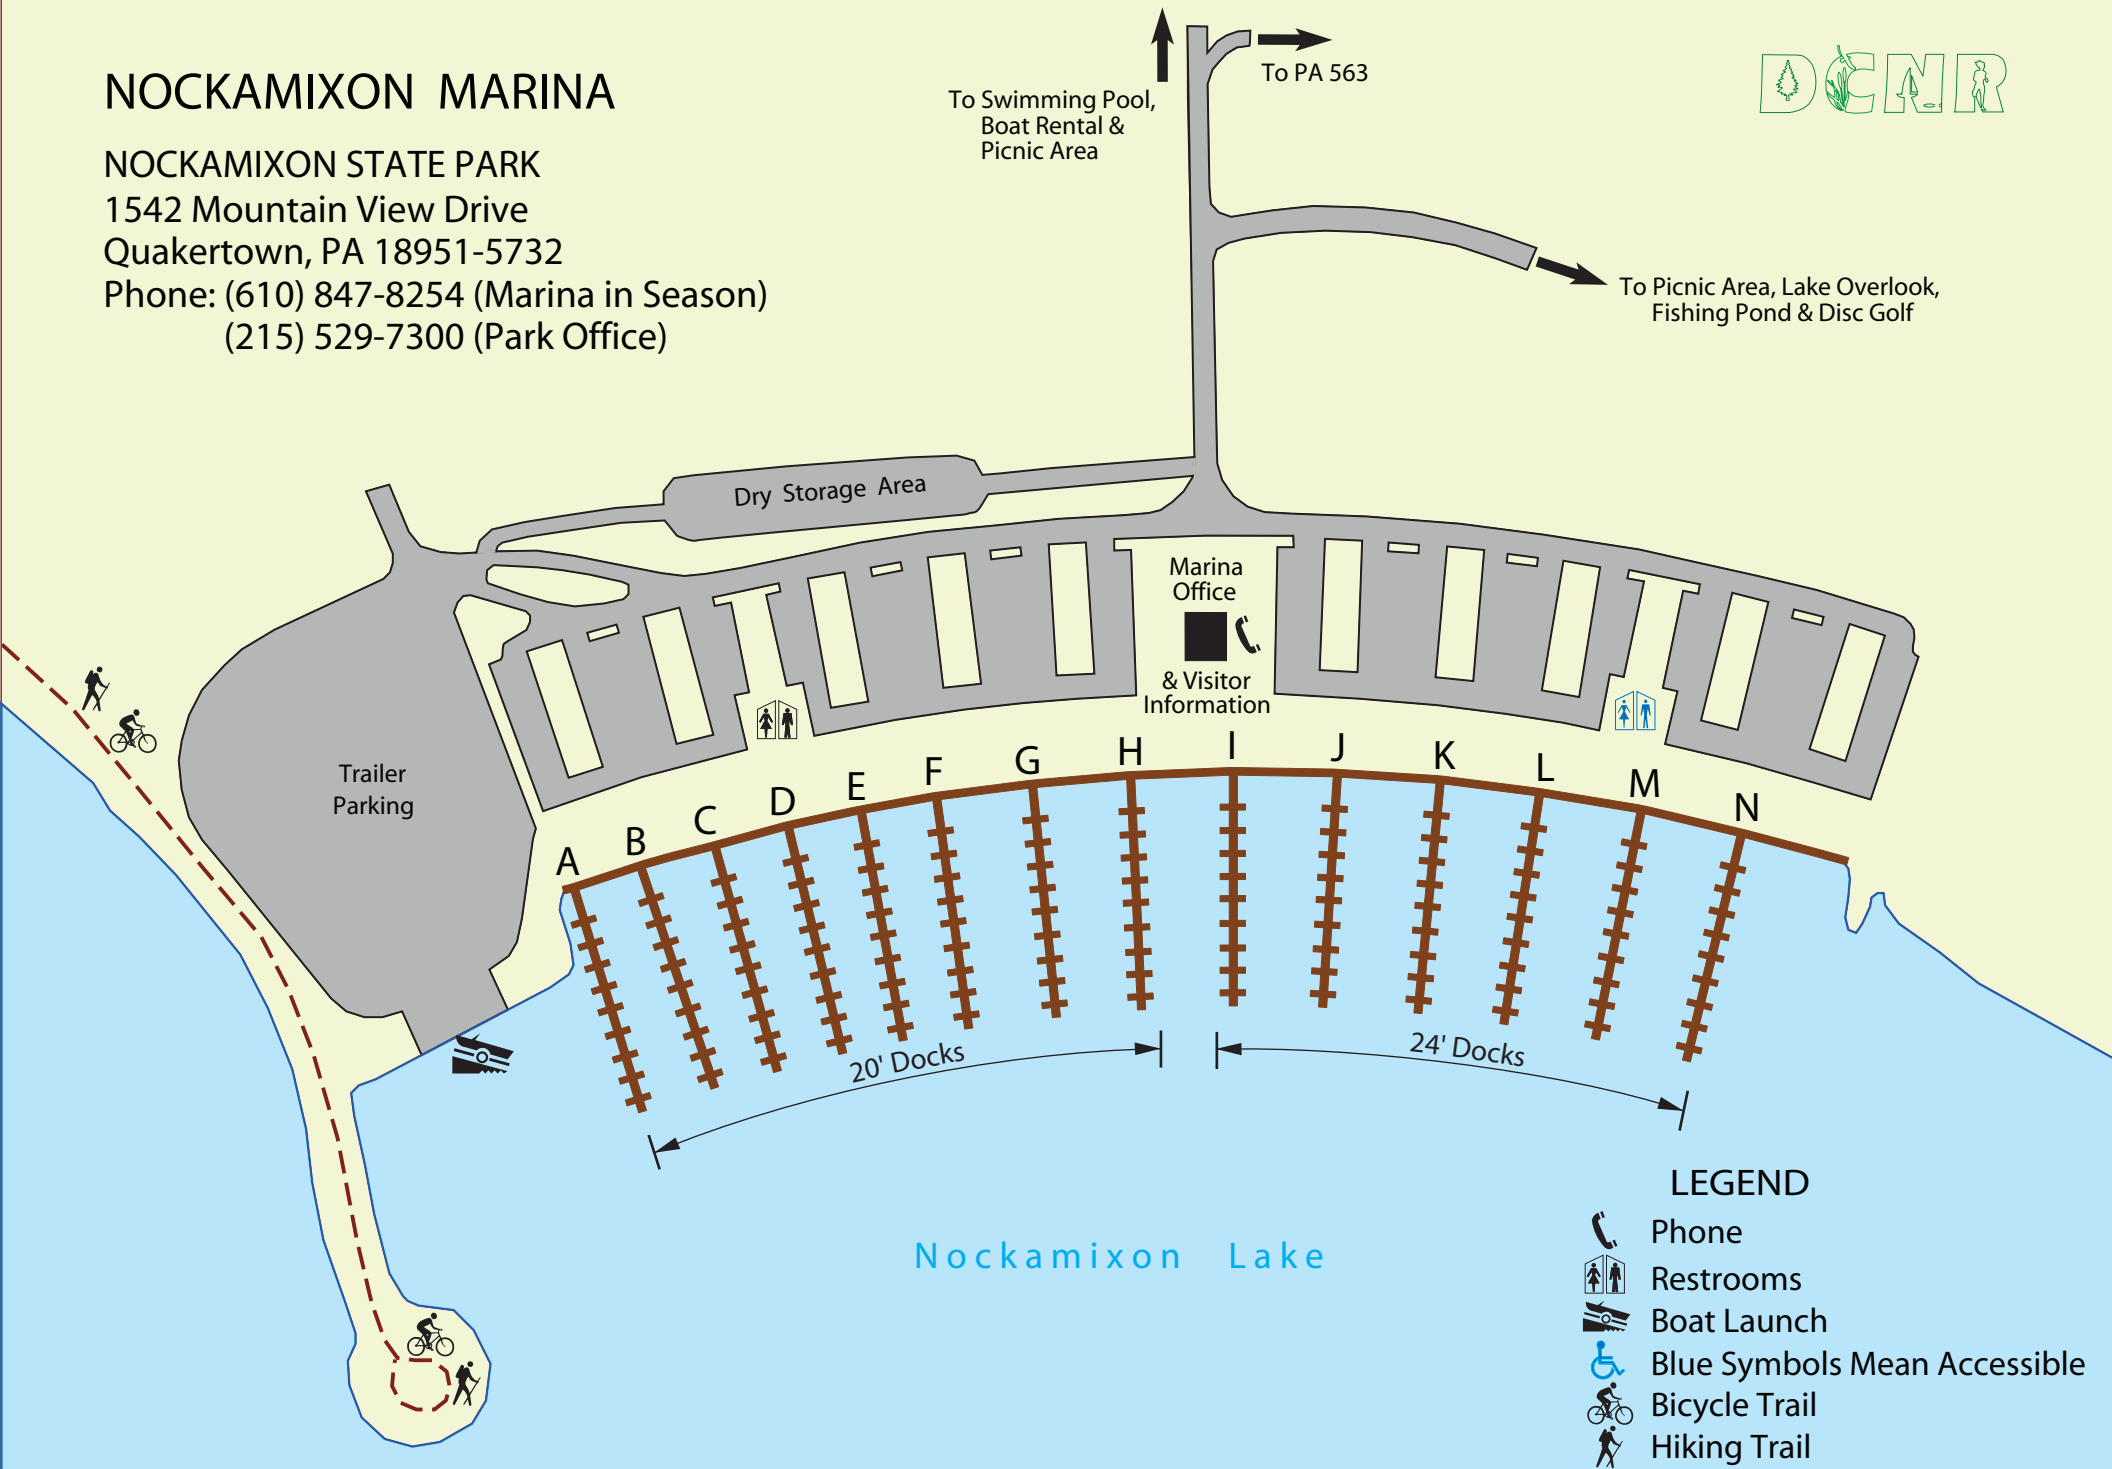 NOCKAMIXON MARINA
NOCKAMIXON STATE PARK
1542 Mountain View Drive
Quakertown, PA 18951-5732
Phone: (610) 847-8254 (Marina in Season)
(215) 529-7300 (Park Office)
To Swimming Pool,
Boat Rental &
Picnic Area
To PA 563
DCNR
To Picnic Area, Lake Overlook,
Fishing Pond & Disc Golf
Dry Storage Area
Marina
Office
& Visitor
Information
Trailer
Parking
A
B
C
D
E
F
G
H
I
J
K
L
M
N
20' Docks
24' Docks
Nockamixon Lake
LEGEND
Phone
Restrooms
Boat Launch
Blue Symbols Mean Accessible
Bicycle Trail
Hiking Trail